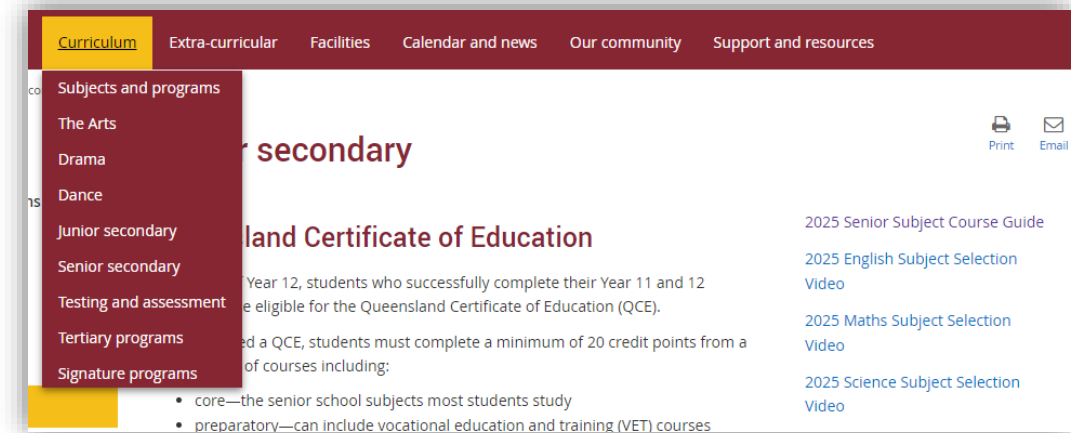 Curriculum Extra-curricular Facilities Calendar and news Our community Support and resources
Subjects and programs
The Arts
Drama
Dance
Junior secondary
Senior secondary
Testing and assessment
Tertiary programs
Signature programs
secondary
Print Email
Certificate of Education
Year 12, students who successfully complete their Year 11 and 12
eligible for the Queensland Certificate of Education (QCE).
a QCE, students must complete a minimum of 20 credit points from a
of courses including:
• core—the senior school subjects most students study
• preparatory—can include vocational education and training (VET) courses
2025 Senior Subject Course Guide
2025 English Subject Selection
Video
2025 Maths Subject Selection
Video
2025 Science Subject Selection
Video